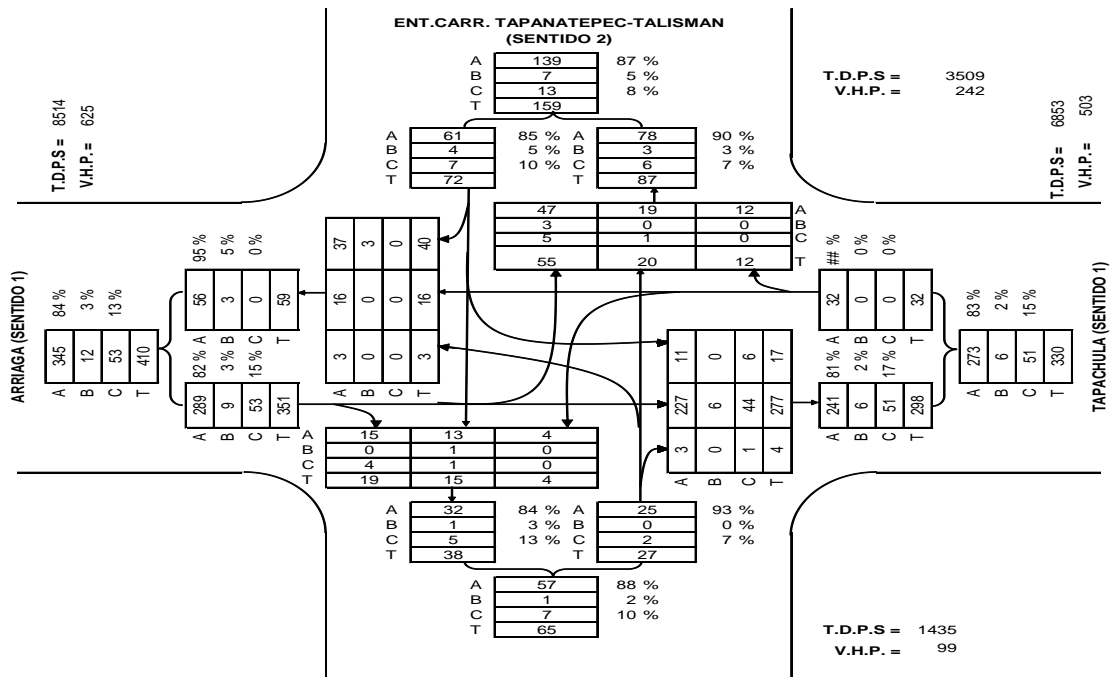 ENT.CARR. TAPANATEPEC-TALISMAN
(SENTIDO 2)
A 139 87 %
B 7 5 %
C 13 8 %
T 159
T.D.P.S = 3509
V.H.P. = 242
T.D.P.S = 8514
V.H.P. = 625
T.D.P.S = 6853
V.H.P. = 503
A 61 85 % A 78 90 %
B 4 5 % B 3 3 %
C 7 10 % C 6 7 %
T 72 T 87
47 19 12 A
3 0 0 B
5 1 0 C
55 20 12 T
37 3 0 40
16 0 0 16
3 0 0 3
A B C T
ARRIAGA (SENTIDO 1)
84 % 3 % 13 %
345 12 53 410
A B C T
95 % 5 % 0 %
56 3 0 59
A B C T
82 % 3 % 15 %
289 9 53 351
A B C T
## % 0 % 0 %
32 0 0 32
A B C T
81 % 2 % 17 %
241 6 51 298
A B C T
83 % 2 % 15 %
273 6 51 330
A B C T
TAPACHULA (SENTIDO 1)
11 0 6 17
227 6 44 277
3 0 1 4
A B C T
A 15 13 4
B 0 1 0
C 4 1 0
T 19 15 4
A 32 84 % A 25 93 %
B 1 3 % B 0 0 %
C 5 13 % C 2 7 %
T 38 T 27
A 57 88 %
B 1 2 %
C 7 10 %
T 65
T.D.P.S = 1435
V.H.P. = 99